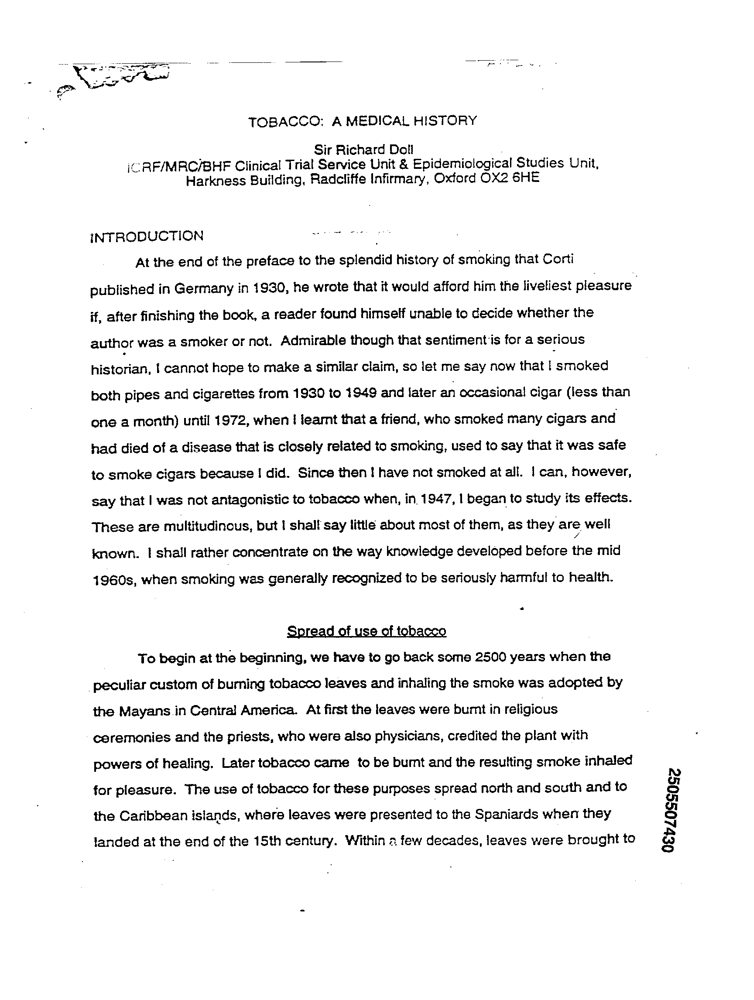 TOBACCO: A MEDICAL HISTORY
Sir Richard Doll
ICRF/MRC/BHF Clinical Trial Service Unit & Epidemiological Studies Unit,
Harkness Building, Radcliffe Infirmary, Oxford OX2 6HE
INTRODUCTION
At the end of the preface to the splendid history of smoking that Corti
published in Germany in 1930, he wrote that it would afford him the liveliest pleasure
if, after finishing the book, a reader found himself unable to decide whether the
author was a smoker or not. Admirable though that sentiment is for a serious
historian, I cannot hope to make a similar claim, so let me say now that I smoked
both pipes and cigarettes from 1930 to 1949 and later an occasional cigar (less than
one a month) until 1972, when I learnt that a friend, who smoked many cigars and
had died of a disease that is closely related to smoking, used to say that it was safe
to smoke cigars because I did. Since then I have not smoked at all. I can, however,
say that I was not antagonistic to tobacco when, in 1947, I began to study its effects.
These are multitudinous, but I shall say little about most of them, as they are well
known. I shall rather concentrate on the way knowledge developed before the mid
1960s, when smoking was generally recognized to be seriously harmful to health.
Spread of use of tobacco
To begin at the beginning, we have to go back some 2500 years when the
peculiar custom of burning tobacco leaves and inhaling the smoke was adopted by
the Mayans in Central America. At first the leaves were burnt in religious
ceremonies and the priests, who were also physicians, credited the plant with
powers of healing. Later tobacco came to be burnt and the resulting smoke inhaled
for pleasure. The use of tobacco for these purposes spread north and south and to
the Caribbean islands, where leaves were presented to the Spaniards when they
landed at the end of the 15th century. Within a few decades, leaves were brought to
2505507430